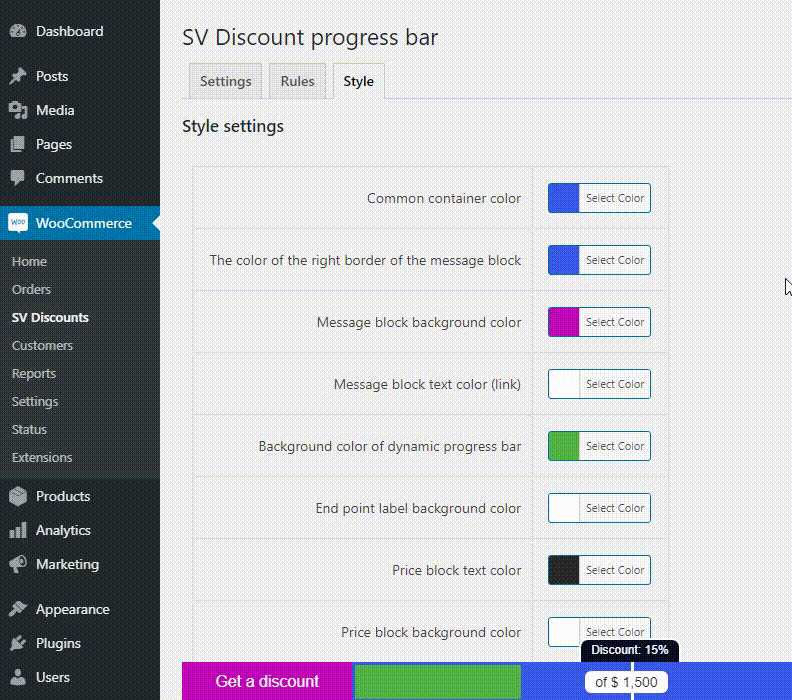 Dashboard
Posts
Media
Pages
Comments
woo WooCommerce
Home
Orders
SV Discounts
Customers
Reports
Settings
Status
Extensions
Products
Analytics
Marketing
Appearance
Plugins
Users
SV Discount progress bar
Settings Rules Style
Style settings
Common container color Select Color
The color of the right border of the message block Select Color
Message block background color Select Color
Message block text color (link) Select Color
Background color of dynamic progress bar Select Color
End point label background color Select Color
Price block text color Select Color
Price block background color Select Color
Discount: 15%
Get a discount of $ 1,500